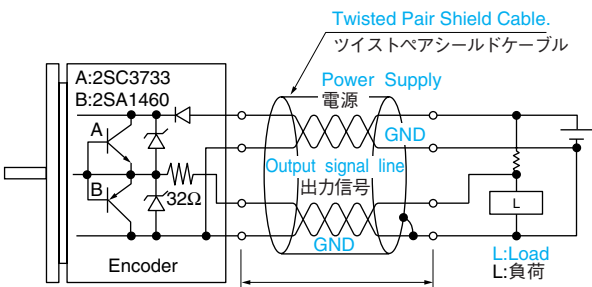 Twisted Pair Shield Cable.
ツイストペアシールドケーブル
A:2SC3733
B:2SA1460
Power Supply
電源
A
GND
Output signal line
出力信号
B
32Ω
L
GND
Encoder
L:Load
L:負荷